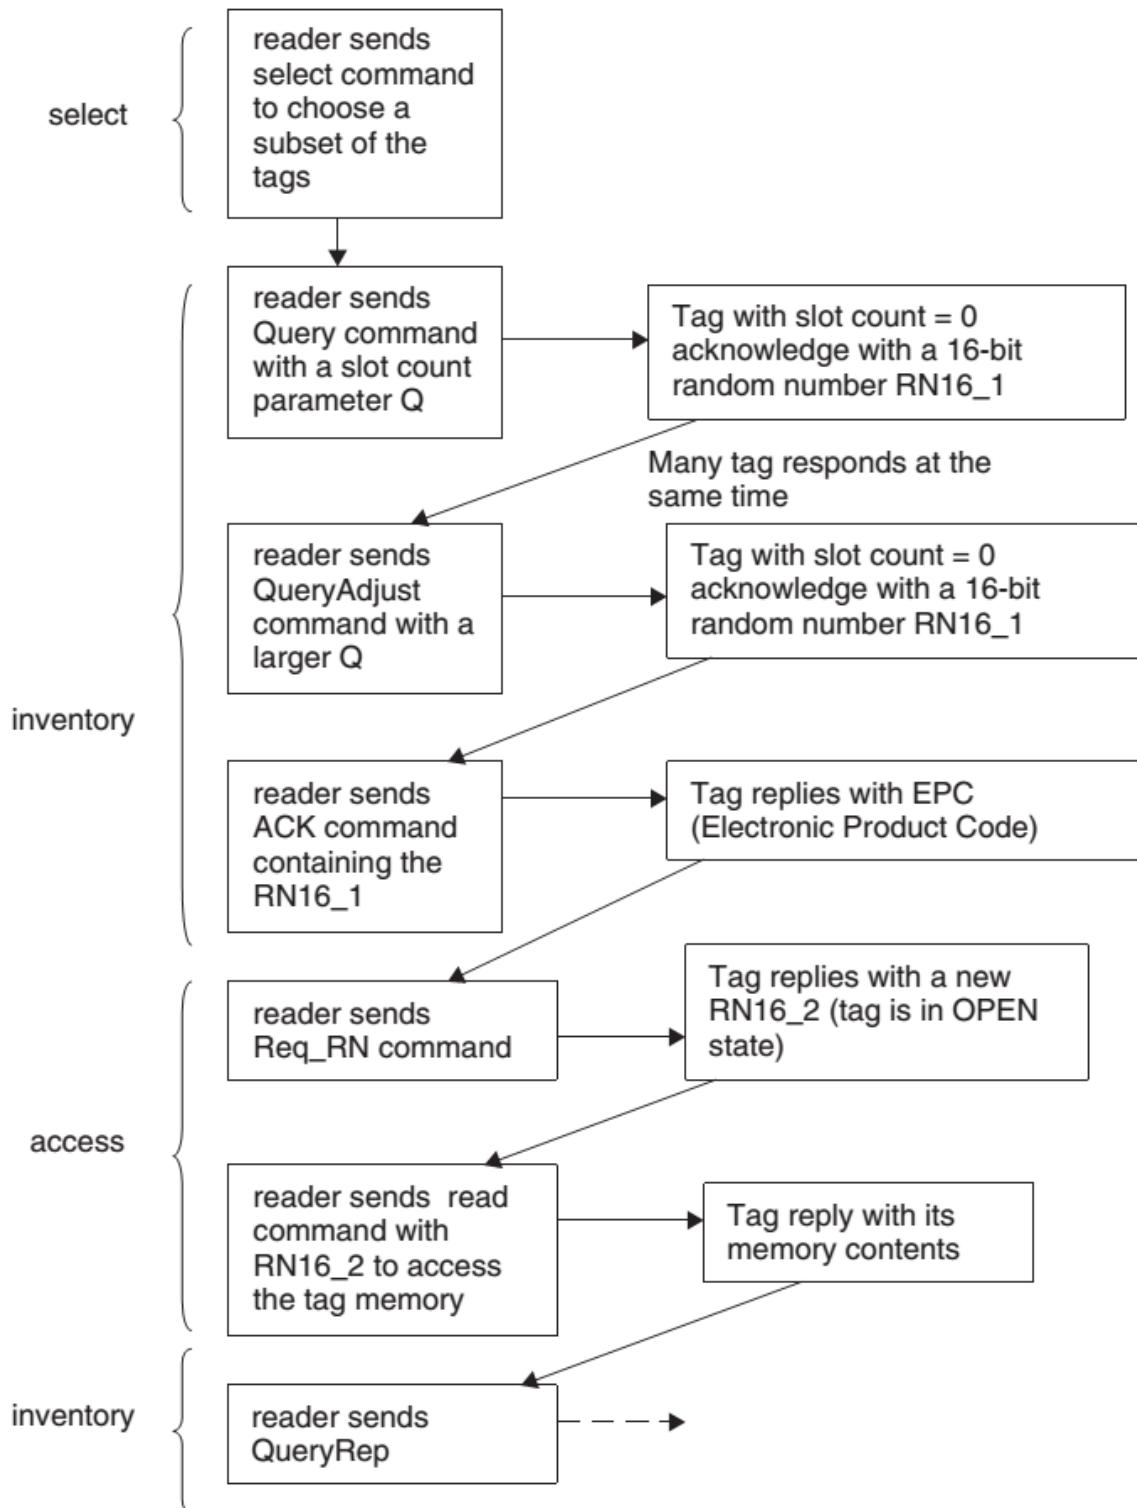 select
reader sends
select command
to choose a
subset of the
tags
inventory
reader sends
Query command
with a slot count
parameter Q
Tag with slot count = 0
acknowledge with a 16-bit
random number RN16_1
Many tag responds at the
same time
reader sends
QueryAdjust
command with a
larger Q
Tag with slot count = 0
acknowledge with a 16-bit
random number RN16_1
reader sends
ACK command
containing the
RN16_1
Tag replies with EPC
(Electronic Product Code)
access
reader sends
Req_RN command
Tag replies with a new
RN16_2 (tag is in OPEN
state)
reader sends read
command with
RN16_2 to access
the tag memory
Tag reply with its
memory contents
inventory
reader sends
QueryRep